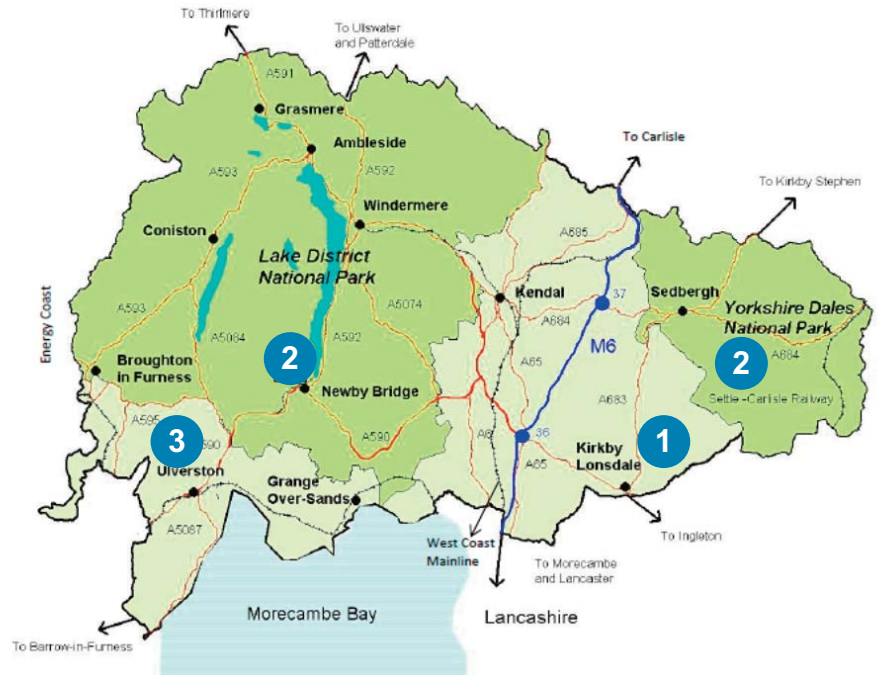 To Thirlmere
To Ullswater
and Patterdale
A591
Grasmere
To Carlisle
Ambleside
A592
A593
To Kirkby Stephen
Windermere
A685
Coniston
Lake District
National Park
Kendal
37
Sedbergh
A5074
Yorkshire Dales
National Park
A593
A684
Energy Coast
A5084
A592
M6
2
2
A684
Broughton
in Furness
A65
Newby Bridge
A683
Settle-Carlisle Railway
A595
3
590
A590
A6
36
1
Kirkby
Lonsdale
Ulverston
A65
Grange
Over-Sands
A5087
To Ingleton
West Coast
Mainline
To Morecambe
and Lancaster
Morecambe Bay
Lancashire
To Barrow-in-Furness